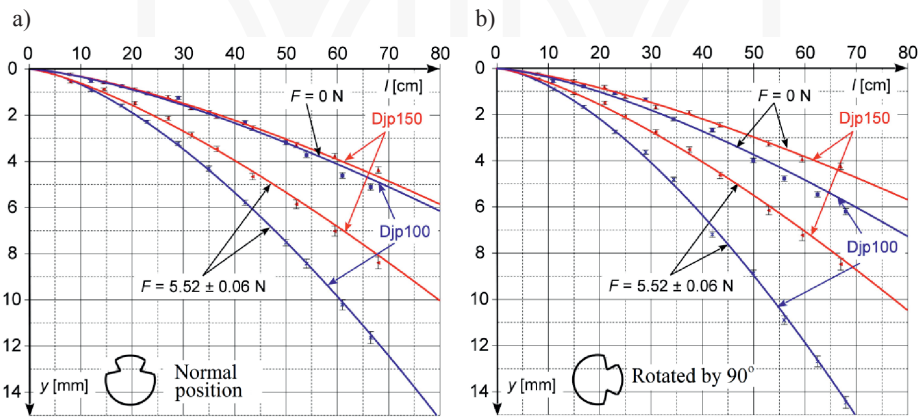 a)
0 10 20 30 40 50 60 70 80
0
2
4
6
8
10
12
14
l [cm]
F = 0 N
Djp150
Djp100
F = 5.52 ± 0.06 N
y [mm]
Normal
position
b)
0 10 20 30 40 50 60 70 80
0
2
4
6
8
10
12
14
l [cm]
F = 0 N
Djp150
Djp100
F = 5.52 ± 0.06 N
y [mm]
Rotated by 90°